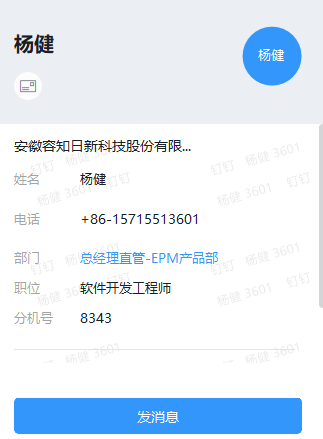 杨健
杨健
安徽容知日新科技股份有限...
姓名 杨健
电话 +86-15715513601
部门 总经理直管-EPM产品部
职位 软件开发工程师
分机号 8343
发消息
钉钉 杨健 3601
杨健 3601 钉钉
钉钉 杨健 3601
杨健 3601 钉钉
杨健 3601